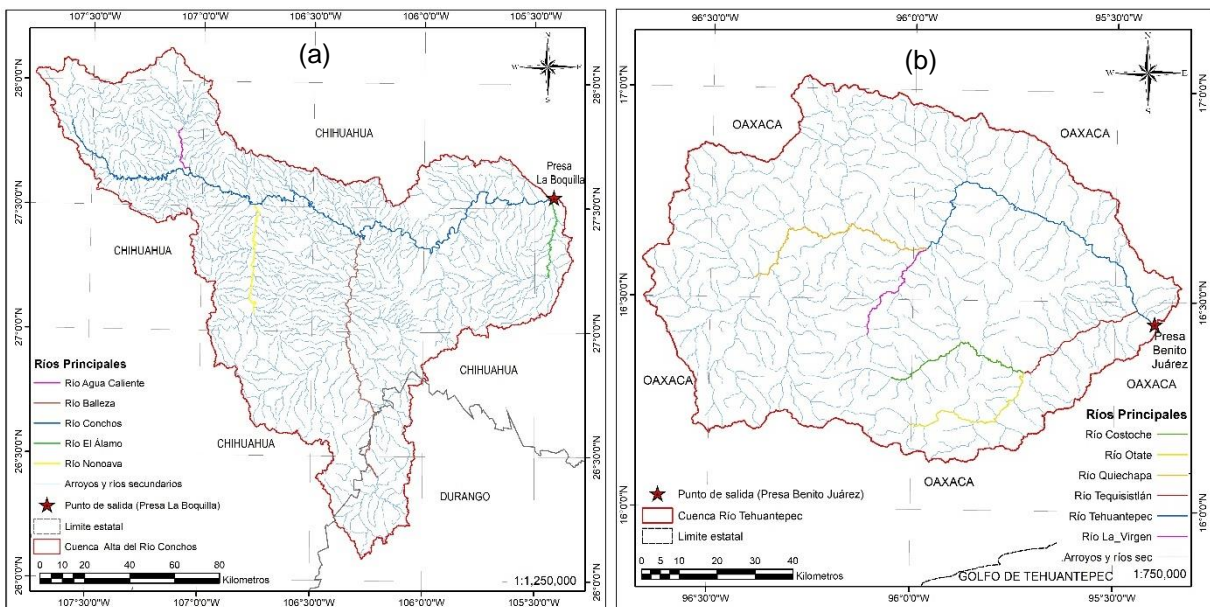 107°30'0"W 107°0'0"W 106°30'0"W 106°0'0"W 105°30'0"W
(a)
N
W E
S
28°0'0"N
28°0'0"N
CHIHUAHUA
Presa
La Boquilla
27°30'0"N
27°30'0"N
CHIHUAHUA
27°0'0"N
27°0'0"N
CHIHUAHUA
CHIHUAHUA
Ríos Principales
Río Agua Caliente
Río Balleza
Río Conchos
Río El Álamo
Río Nonoava
Arroyos y ríos secundarios
Punto de salida (Presa La Boquilla)
Limite estatal
Cuenca Alta del Río Conchos
26°30'0"N
26°30'0"N
DURANGO
0 5 10 20 30 40
0 10 20 40 60 80
Kilometros
1:1,250,000
26°0'0"N
26°0'0"N
107°30'0"W 107°0'0"W 106°30'0"W 106°0'0"W 105°30'0"W
96°30'0"W 96°0'0"W 95°30'0"W
(b)
N
W E
S
17°0'0"N
17°0'0"N
OAXACA
OAXACA
16°30'0"N
16°30'0"N
Presa
Benito
Juárez
OAXACA
OAXACA
OAXACA
Ríos Principales
Río Costoche
Río Otate
Río Quiechapa
Río Tequisistlán
Río Tehuantepec
Río La_Virgen
Arroyos y ríos sec
Punto de salida (Presa Benito Juárez)
Cuenca Río Tehuantepec
Limite estatal
16°0'0"N
16°0'0"N
0 5 10 20 30 40
Kilometros
GOLFO DE TEHUANTEPEC
1:750,000
96°30'0"W 96°0'0"W 95°30'0"W